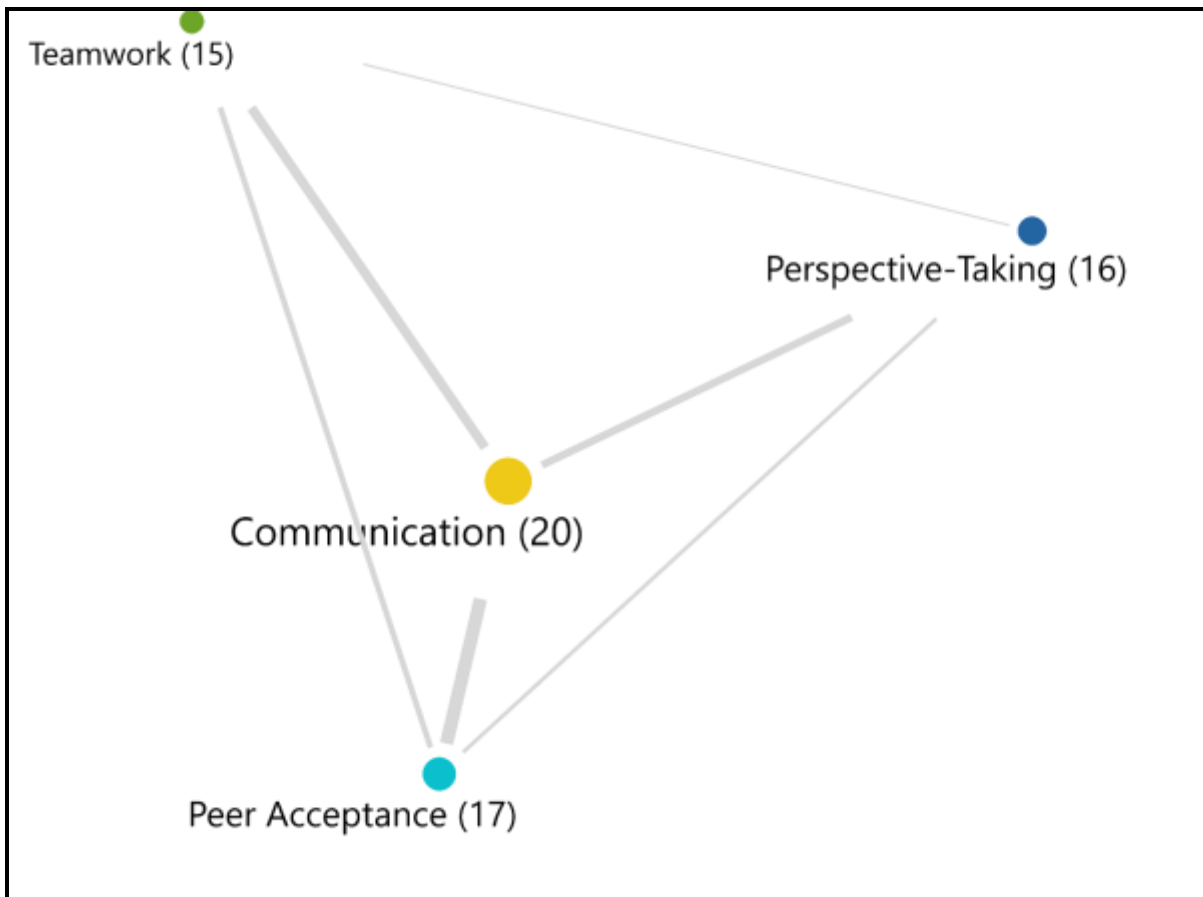 Teamwork (15)
Perspective-Taking (16)
Communication (20)
Peer Acceptance (17)